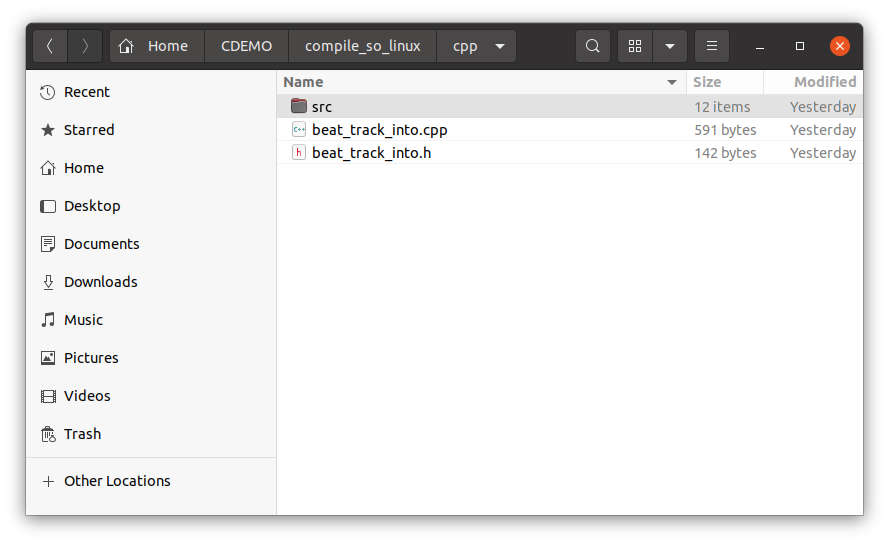 Home CDEMO compile_so_linux cpp
Name Size Modified
Recent
Starred
Home
Desktop
Documents
Downloads
Music
Pictures
Videos
Trash
Other Locations
src 12 items Yesterday
C++ beat_track_into.cpp 591 bytes Yesterday
h beat_track_into.h 142 bytes Yesterday